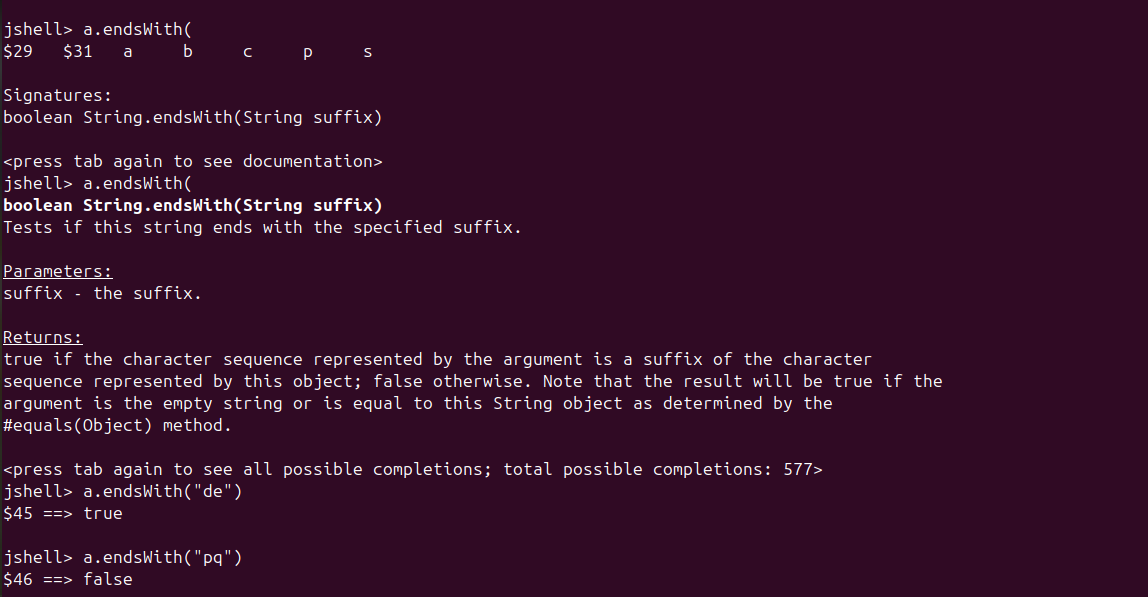 jshell> a.endsWith(
$29   $31   a     b     c     p     s
Signatures:
boolean String.endsWith(String suffix)
<press tab again to see documentation>
jshell> a.endsWith(
boolean String.endsWith(String suffix)
Tests if this string ends with the specified suffix.
Parameters:
suffix - the suffix.
Returns:
true if the character sequence represented by the argument is a suffix of the character
sequence represented by this object; false otherwise. Note that the result will be true if the
argument is the empty string or is equal to this String object as determined by the
#equals(Object) method.
<press tab again to see all possible completions; total possible completions: 577>
jshell> a.endsWith("de")
$45 ==> true
jshell> a.endsWith("pq")
$46 ==> false